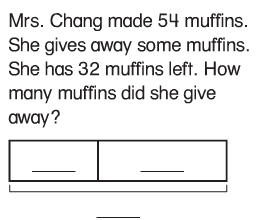 Mrs. Chang made 54 muffins.
She gives away some muffins.
She has 32 muffins left. How
many muffins did she give
away?